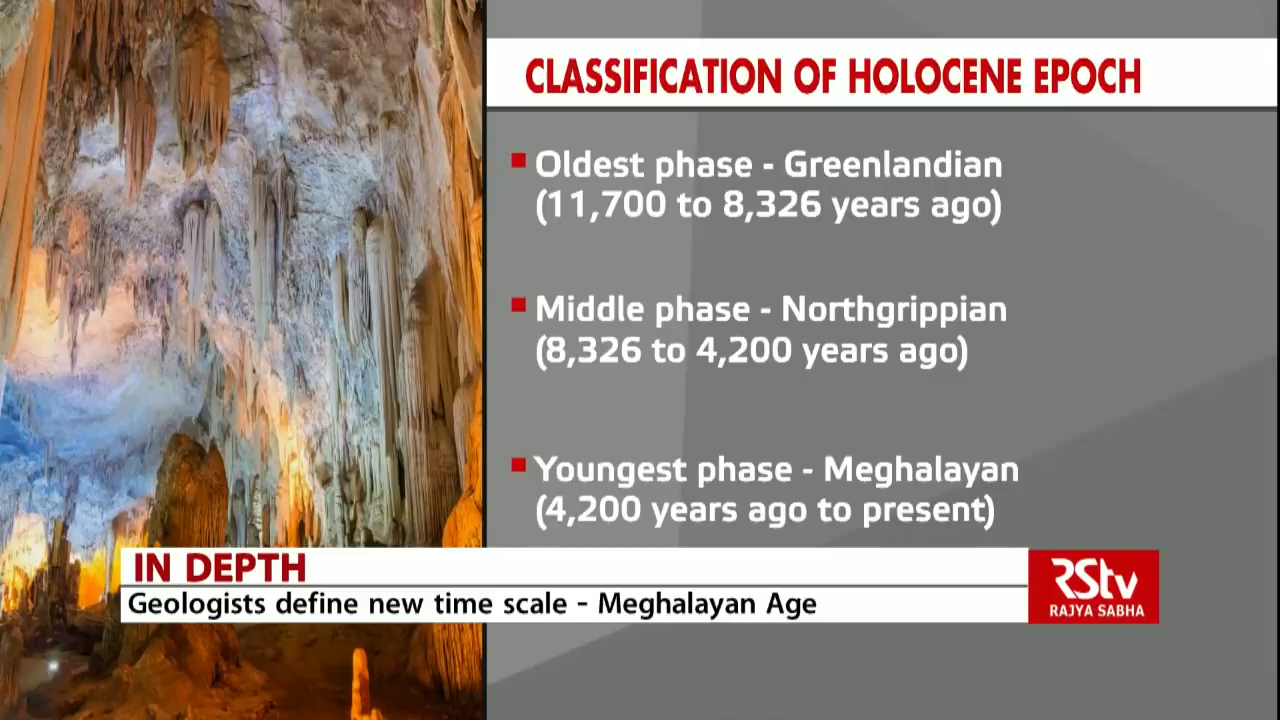 CLASSIFICATION OF HOLOCENE EPOCH
Oldest phase - Greenlandian
(11,700 to 8,326 years ago)
Middle phase - Northgrippian
(8,326 to 4,200 years ago)
Youngest phase - Meghalayan
(4,200 years ago to present)
IN DEPTH
Geologists define new time scale - Meghalayan Age
RStv
RAJYA SABHA